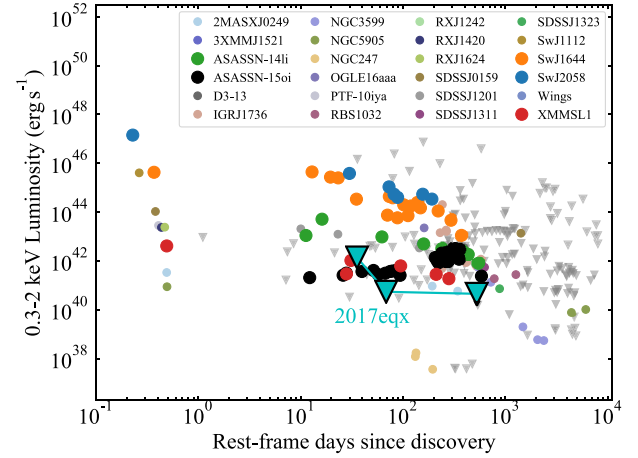 10^52
10^50
10^48
10^46
10^44
10^42
10^40
10^38
0.3-2 keV Luminosity (erg s^-1)
2MASXJ0249 NGC3599 RXJ1242 SDSSJ1323
3XMMJ1521 NGC5905 RXJ1420 SwJ1112
ASASSN-14li NGC247 RXJ1624 SwJ1644
ASASSN-15oi OGLE16aaa SDSSJ0159 SwJ2058
D3-13 PTF-10iya SDSSJ1201 Wings
IGRJ1736 RBS1032 SDSSJ1311 XMMSL1
2017eqx
10^-1 10^0 10^1 10^2 10^3 10^4
Rest-frame days since discovery